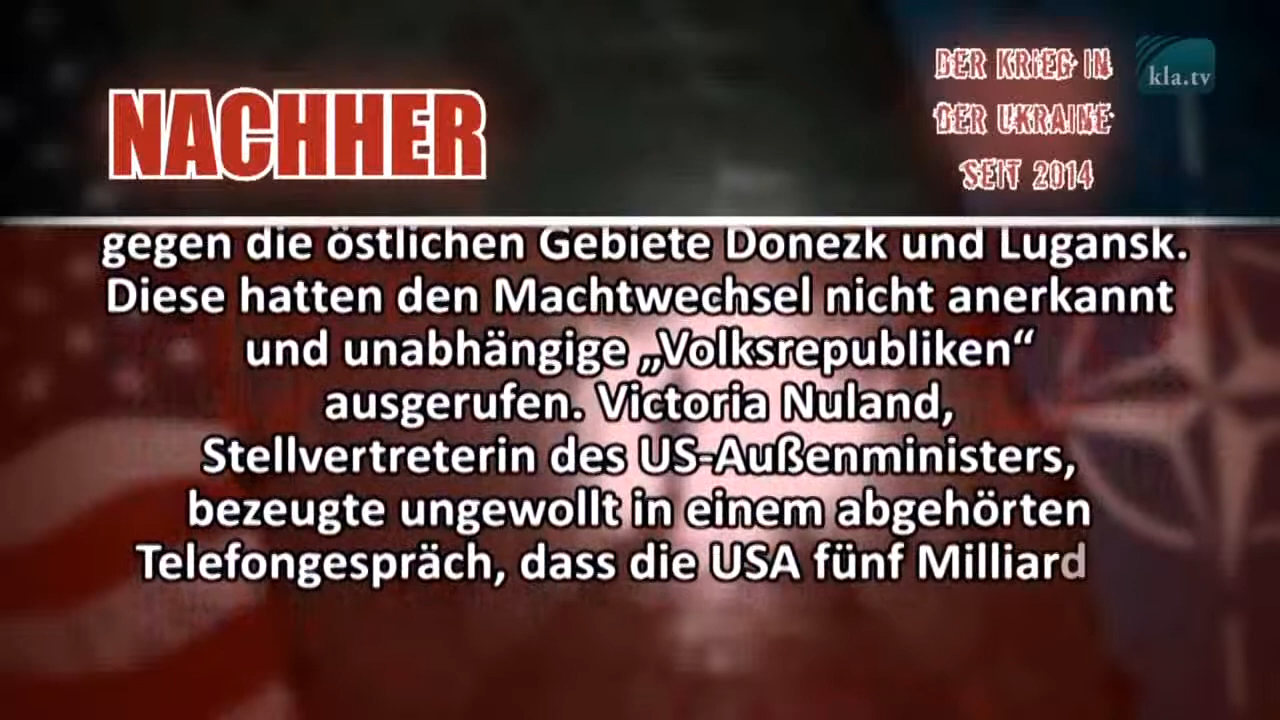 NACHHER
DER KRIEG IN
DER UKRAINE
SEIT 2014
kla.tv
gegen die östlichen Gebiete Donezk und Lugansk.
Diese hatten den Machtwechsel nicht anerkannt
und unabhängige „Volksrepubliken“
ausgerufen. Victoria Nuland,
Stellvertreterin des US-Außenministers,
bezeugte ungewollt in einem abgehörten
Telefongespräch, dass die USA fünf Milliard